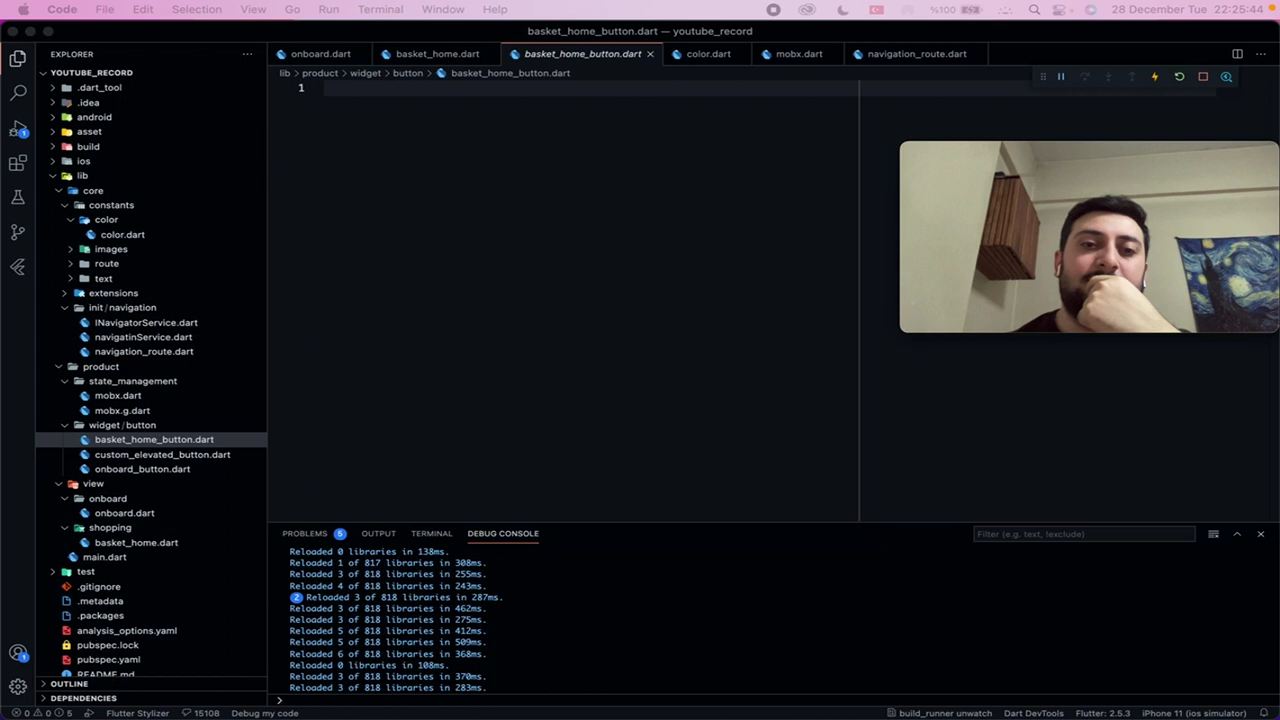 Code File Edit Selection View Go Run Terminal Window Help %100 28 December Tue 22:25:44
basket_home_button.dart — youtube_record
EXPLORER
onboard.dart basket_home.dart basket_home_button.dart color.dart mobx.dart navigation_route.dart
lib > product > widget > button > basket_home_button.dart
1
YOUTUBE_RECORD
.dart_tool
.idea
android
asset
build
ios
lib
core
constants
color
color.dart
images
route
text
extensions
init / navigation
INavigatorService.dart
navigatinService.dart
navigation_route.dart
product
state_management
mobx.dart
mobx.g.dart
widget / button
basket_home_button.dart
custom_elevated_button.dart
onboard_button.dart
view
onboard
onboard.dart
shopping
basket_home.dart
main.dart
test
.gitignore
.metadata
.packages
analysis_options.yaml
pubspec.lock
pubspec.yaml
README.md
OUTLINE
DEPENDENCIES
PROBLEMS 5 OUTPUT TERMINAL DEBUG CONSOLE Filter (e.g. text, !exclude)
Reloaded 0 libraries in 138ms.
Reloaded 1 of 817 libraries in 308ms.
Reloaded 3 of 818 libraries in 255ms.
Reloaded 4 of 818 libraries in 243ms.
2 Reloaded 3 of 818 libraries in 287ms.
Reloaded 3 of 818 libraries in 462ms.
Reloaded 3 of 818 libraries in 275ms.
Reloaded 5 of 818 libraries in 412ms.
Reloaded 5 of 818 libraries in 509ms.
Reloaded 6 of 818 libraries in 368ms.
Reloaded 0 libraries in 108ms.
Reloaded 3 of 818 libraries in 370ms.
Reloaded 3 of 818 libraries in 283ms.
>
0 0 5 Flutter Stylizer 15108 Debug my code build_runner unwatch Dart DevTools Flutter: 2.5.3 iPhone 11 (ios simulator)